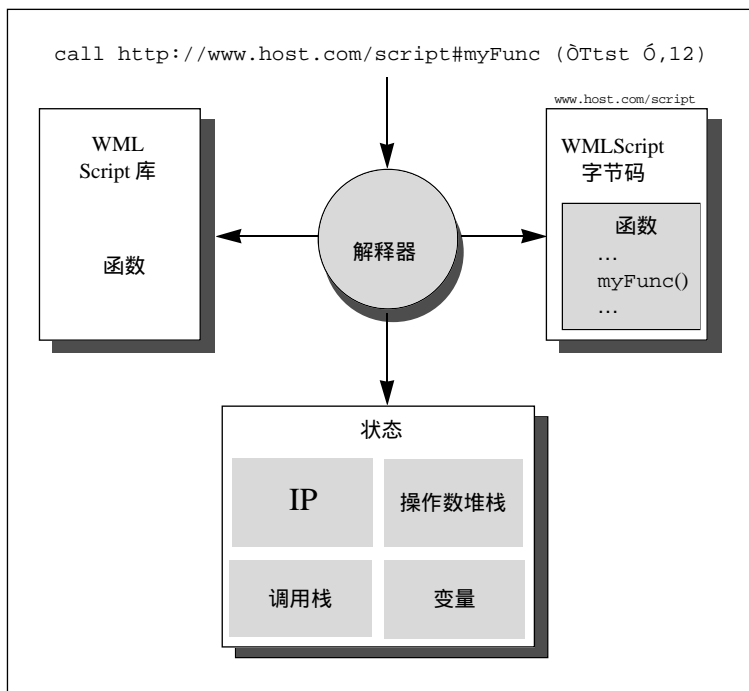 call http://www.host.com/script#myFunc (ÒTtst Ó,12)
WML
Script 库
函数
解释器
www.host.com/script
WMLScript
字节码
函数
…
myFunc()
…
状态
IP
操作数堆栈
调用栈
变量